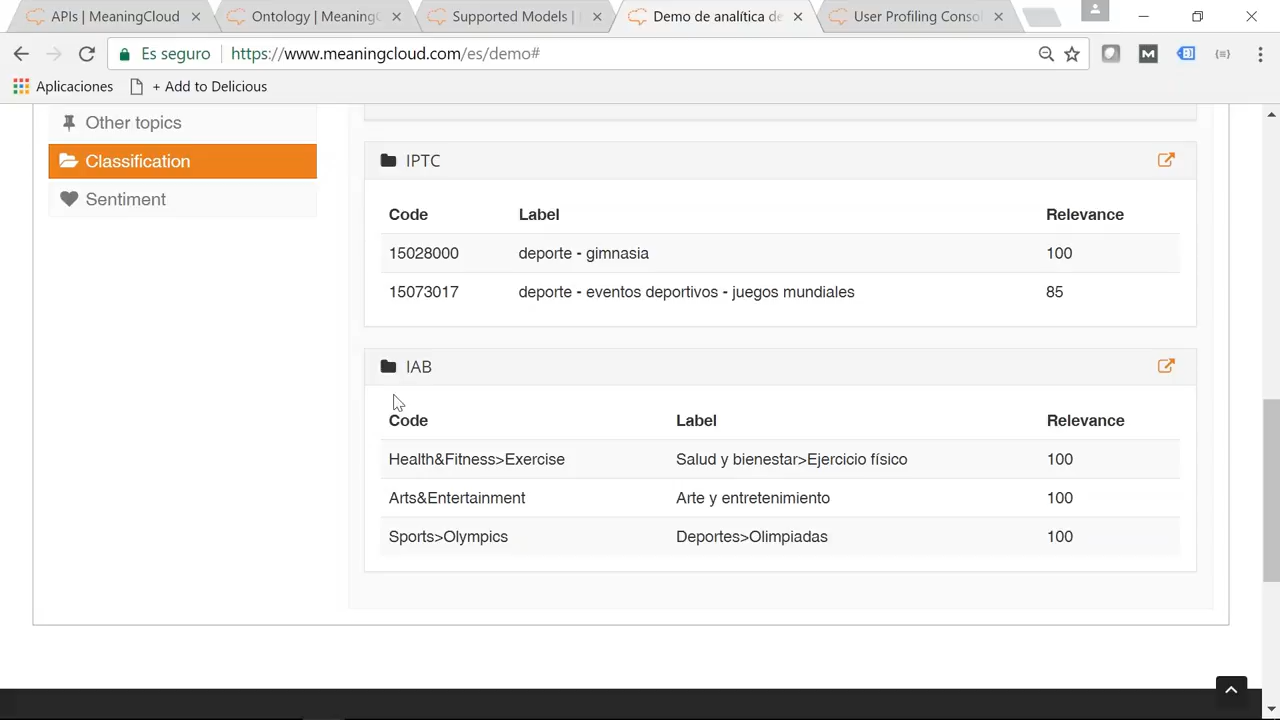 APIs | MeaningCloud
Ontology | Meaning
Supported Models |
Demo de analítica de
User Profiling Conso
Es seguro
https://www.meaningcloud.com/es/demo#
Aplicaciones
+ Add to Delicious
Other topics
Classification
Sentiment
IPTC
Code Label Relevance
15028000 deporte - gimnasia 100
15073017 deporte - eventos deportivos - juegos mundiales 85
IAB
Code Label Relevance
Health&Fitness>Exercise Salud y bienestar>Ejercicio físico 100
Arts&Entertainment Arte y entretenimiento 100
Sports>Olympics Deportes>Olimpiadas 100